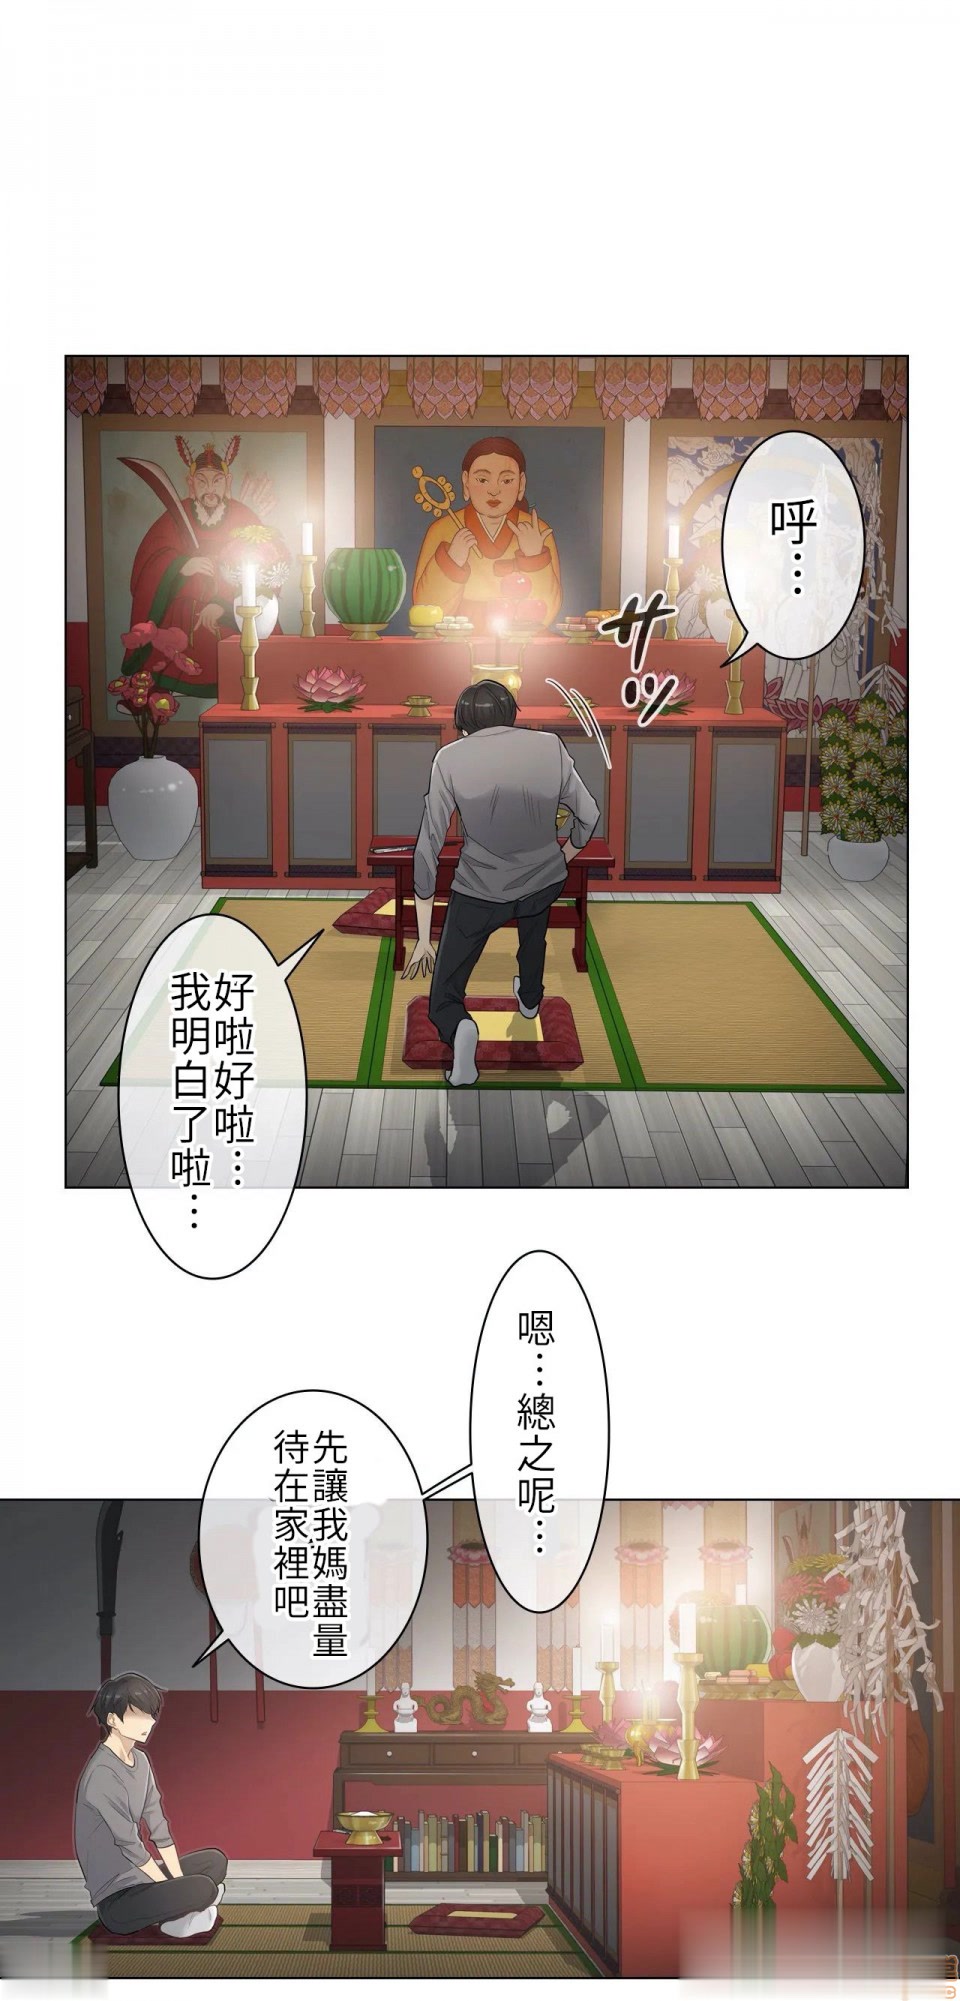 呼…
サッ
好啦好啦…
我明白了啦…
嗯…總之呢…
先讓我媽盡量
待在家裡吧